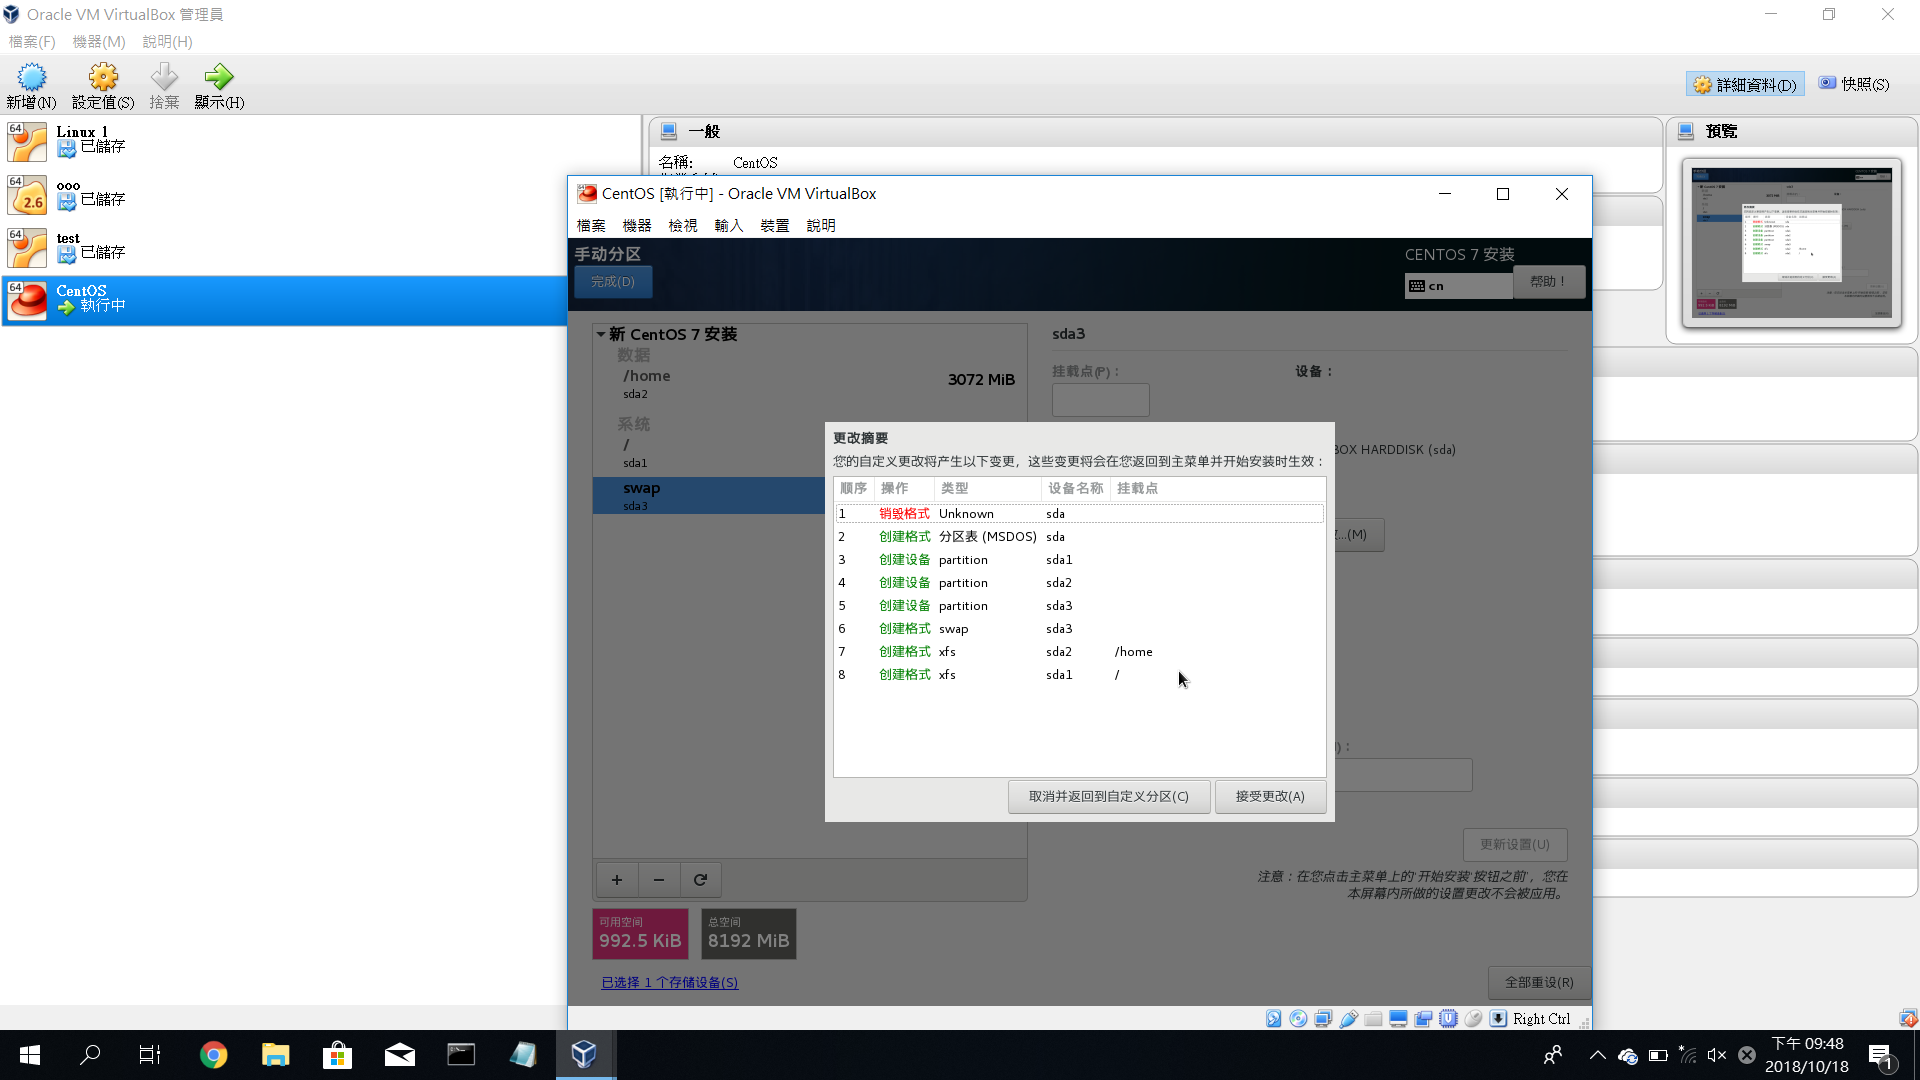 Oracle VM VirtualBox 管理員
檔案(F) 機器(M) 說明(H)
新增(N) 設定值(S) 捨棄 顯示(H)
詳細資料(D) 快照(S)
64 Linux 1
已儲存
64 2.6 ooo
已儲存
64 test
已儲存
64 CentOS
執行中
一般
名稱: CentOS
預覽
CentOS [執行中] - Oracle VM VirtualBox
檔案 機器 檢視 輸入 裝置 說明
手动分区
完成(D)
CENTOS 7 安装
cn
帮助！
新 CentOS 7 安装
数据
/home
3072 MiB
sda2
系统
/
sda1
swap
sda3
sda3
挂载点(P)：
设备：
BOX HARDDISK (sda)
...(M)
更改摘要
您的自定义更改将产生以下变更，这些变更将会在您返回到主菜单并开始安装时生效：
顺序 操作 类型 设备名称 挂载点
1 销毁格式 Unknown sda
2 创建格式 分区表 (MSDOS) sda
3 创建设备 partition sda1
4 创建设备 partition sda2
5 创建设备 partition sda3
6 创建格式 swap sda3
7 创建格式 xfs sda2 /home
8 创建格式 xfs sda1 /
取消并返回到自定义分区(C) 接受更改(A)
更新设置(U)
注意：在您点击主菜单上的'开始安装'按钮之前，您在
本屏幕内所做的设置更改不会被应用。
可用空间
992.5 KiB
总空间
8192 MiB
已选择 1 个存储设备(S)
全部重设(R)
Right Ctrl
下午 09:48
2018/10/18
1